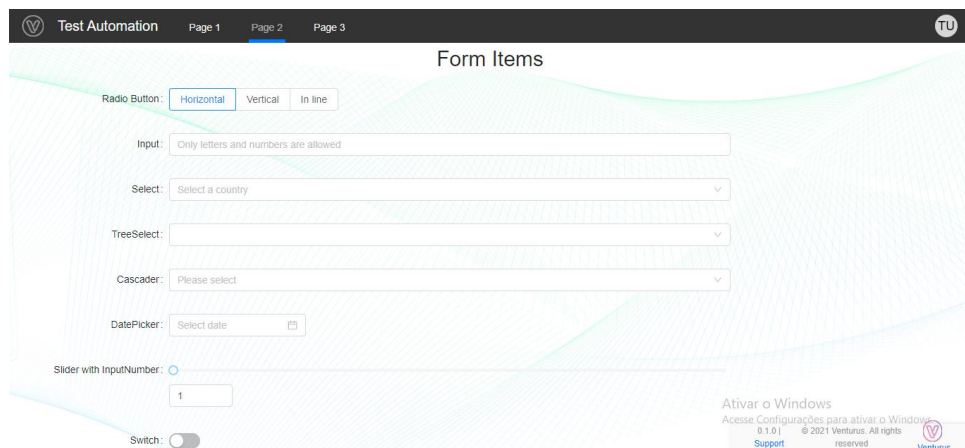 Test Automation Page 1 Page 2 Page 3 TU
Form Items
Radio Button: Horizontal Vertical In line
Input: Only letters and numbers are allowed
Select: Select a country
TreeSelect:
Cascader: Please select
DatePicker: Select date
Slider with InputNumber:
1
Ativar o Windows
Acesse Configurações para ativar o Windows.
0.1.0 | © 2021 Venturus. All rights
Switch: Support reserved Venturus